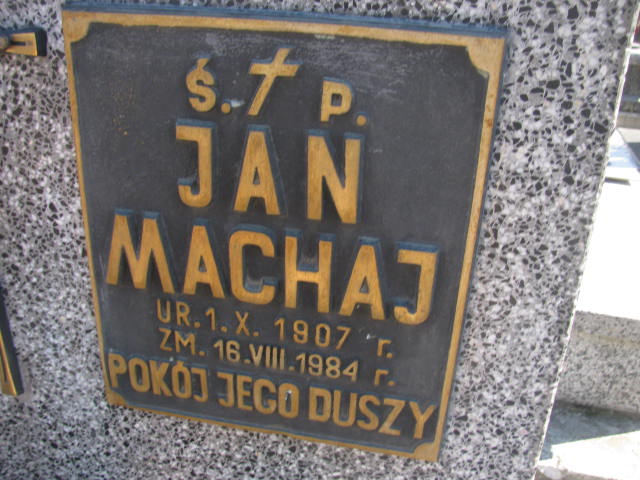 Ś. P.
JAN
MACHAJ
UR. 1. X. 1907 r.
ZM. 16.VIII.1984 r.
POKÓJ JEGO DUSZY